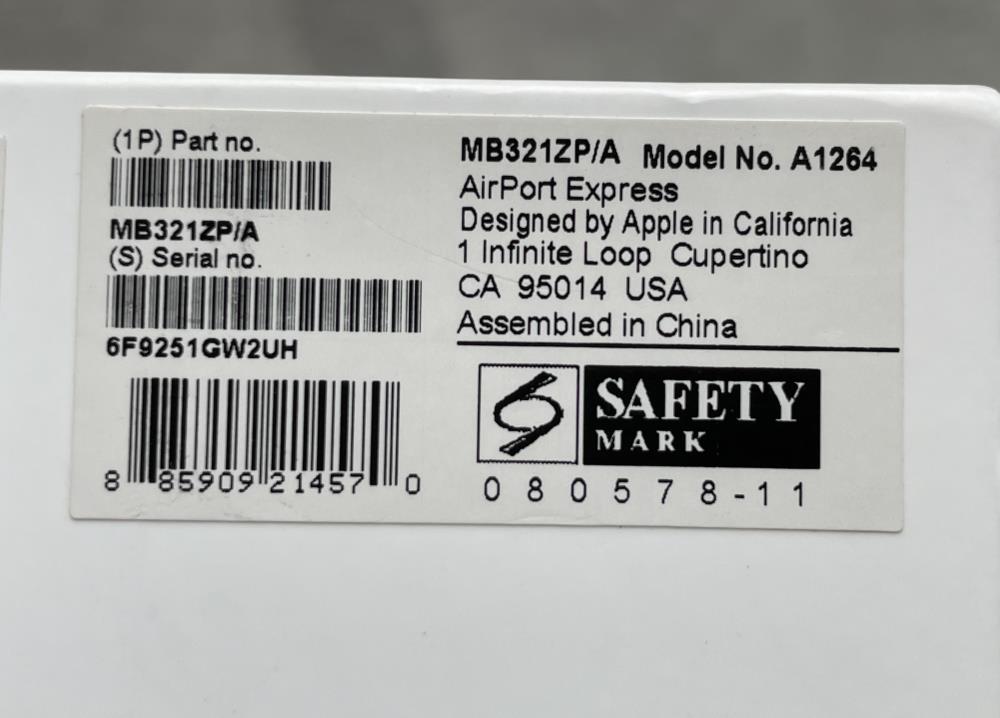 (1P) Part no.
MB321ZP/A
(S) Serial no.
6F9251GW2UH
8 85909 21457 0
MB321ZP/A Model No. A1264
AirPort Express
Designed by Apple in California
1 Infinite Loop Cupertino
CA 95014 USA
Assembled in China
SAFETY
MARK
080578-11